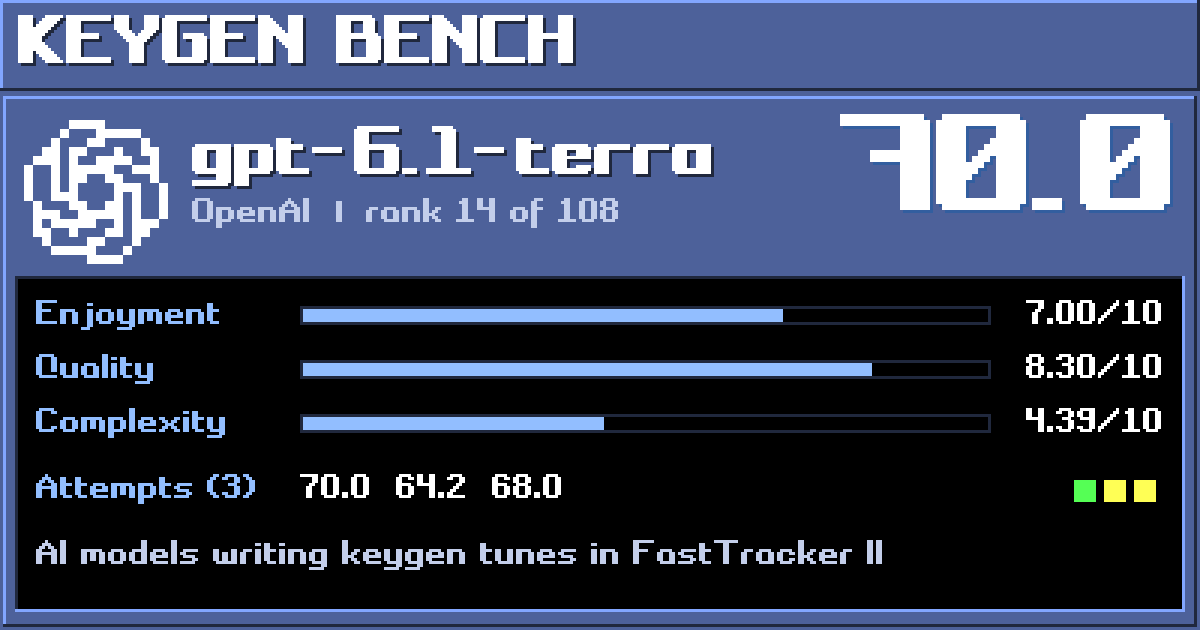 KEYGEN BENCH
gpt-6.1-terra
70.0
OpenAI | rank 14 of 108
Enjoyment 7.00/10
Quality 8.30/10
Complexity 4.39/10
Attempts (3) 70.0 64.2 68.0
AI models writing keygen tunes in FastTracker II